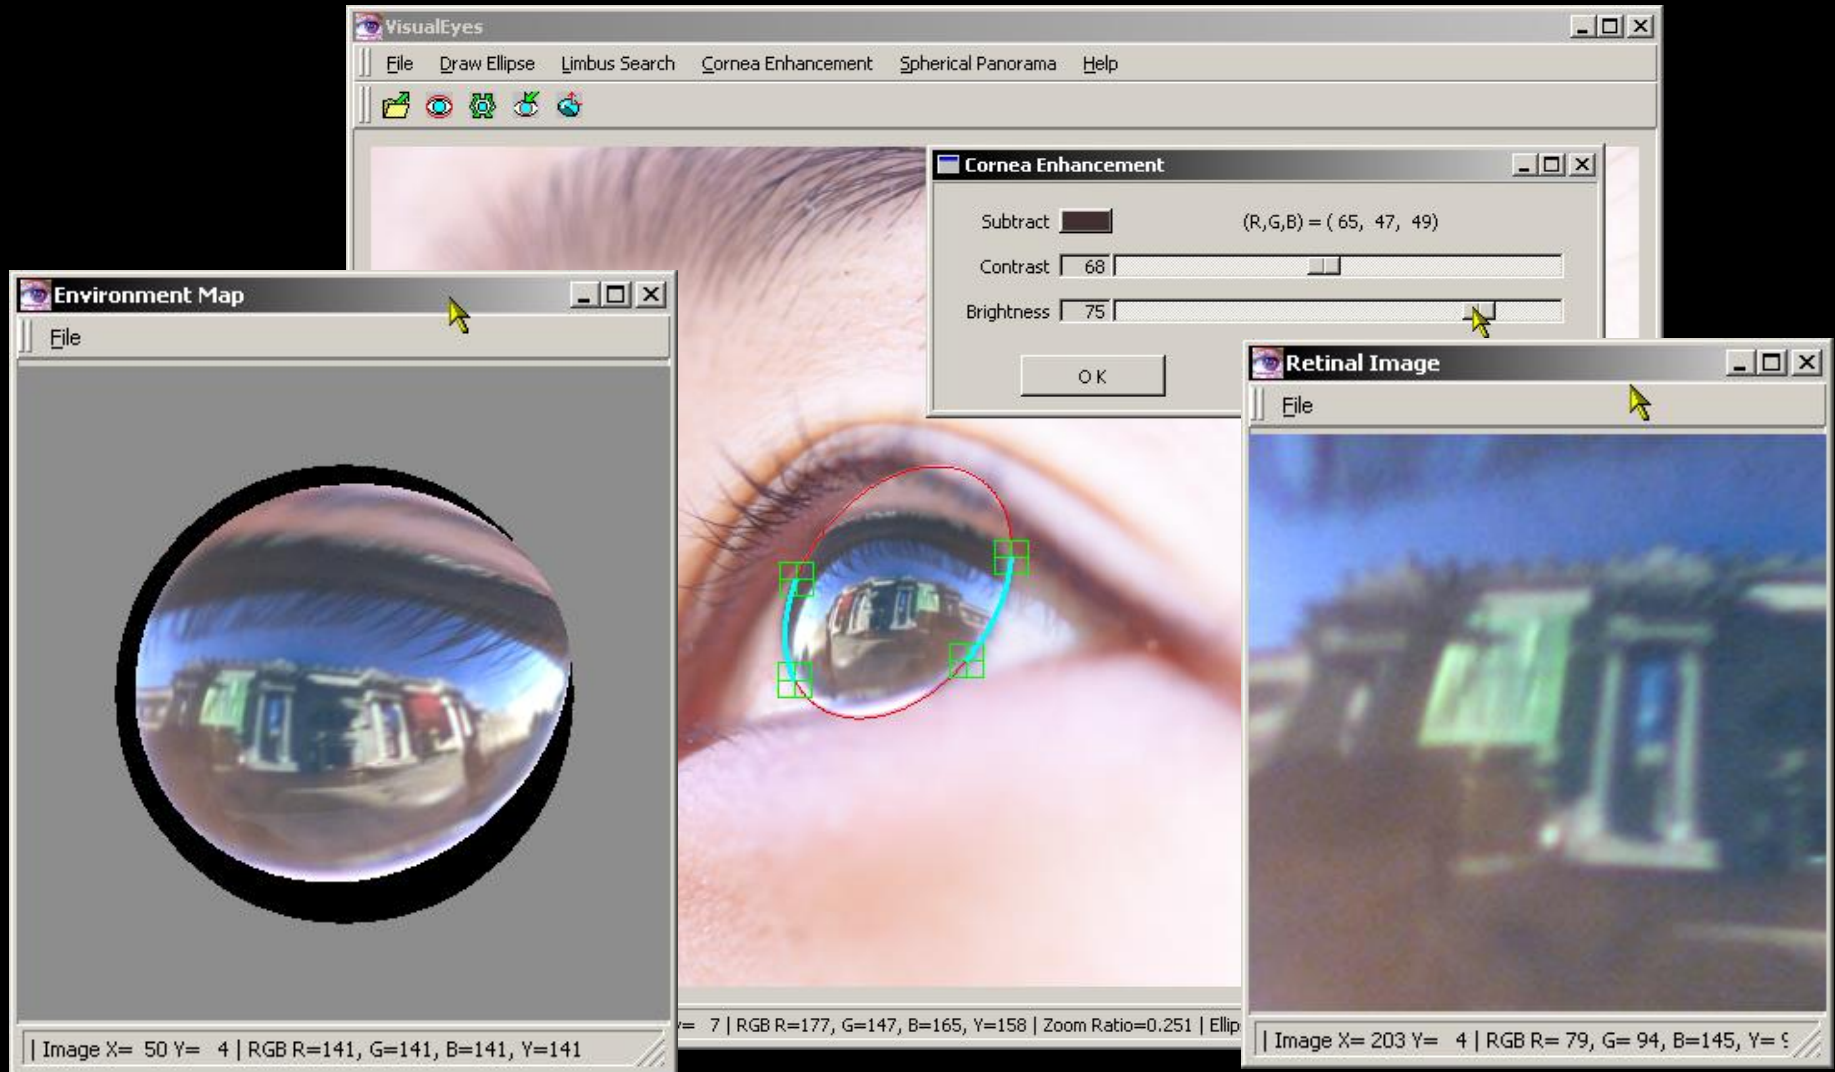 VisualEyes
File Draw Ellipse Limbus Search Cornea Enhancement Spherical Panorama Help
Cornea Enhancement
Subtract (R,G,B) = ( 65, 47, 49)
Contrast 68
Brightness 75
OK
Environment Map
File
Retinal Image
File
= 7 | RGB R=177, G=147, B=165, Y=158 | Zoom Ratio=0.251 | Ellip
| Image X= 50 Y= 4 | RGB R=141, G=141, B=141, Y=141
| Image X= 203 Y= 4 | RGB R= 79, G= 94, B=145, Y=